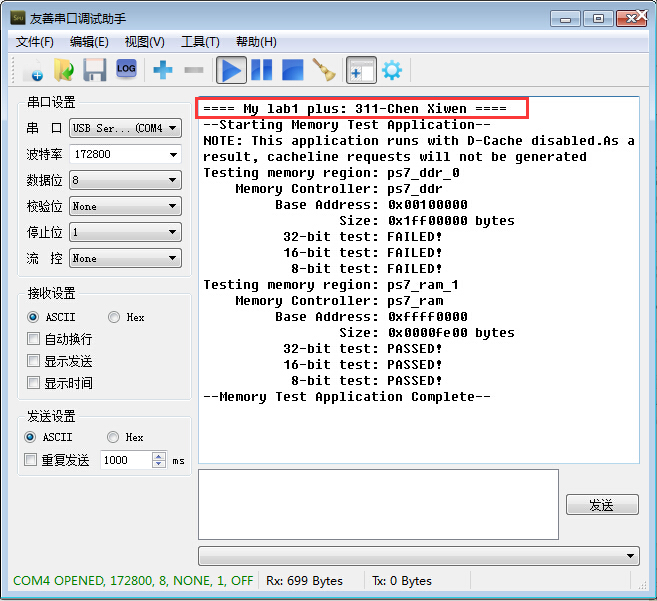 友善串口调试助手
文件(F) 编辑(E) 视图(V) 工具(T) 帮助(H)
LOG
串口设置
串 口 USB Ser...(COM4
波特率 172800
数据位 8
校验位 None
停止位 1
流 控 None
接收设置
ASCII Hex
自动换行
显示发送
显示时间
发送设置
ASCII Hex
重复发送 1000 ms
==== My lab1 plus: 311-Chen Xiwen ====
--Starting Memory Test Application--
NOTE: This application runs with D-Cache disabled.As a
result, cacheline requests will not be generated
Testing memory region: ps7_ddr_0
Memory Controller: ps7_ddr
Base Address: 0x00100000
Size: 0x1ff00000 bytes
32-bit test: FAILED!
16-bit test: FAILED!
8-bit test: FAILED!
Testing memory region: ps7_ram_1
Memory Controller: ps7_ram
Base Address: 0xffff0000
Size: 0x0000fe00 bytes
32-bit test: PASSED!
16-bit test: PASSED!
8-bit test: PASSED!
--Memory Test Application Complete--
发送
COM4 OPENED, 172800, 8, NONE, 1, OFF Rx: 699 Bytes Tx: 0 Bytes